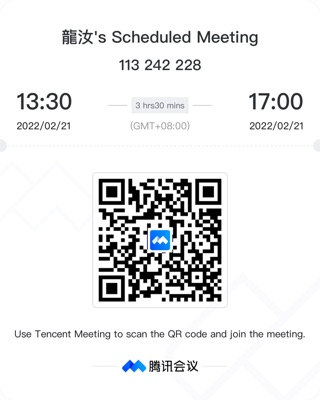 龍汝's Scheduled Meeting
113 242 228
13:30
3 hrs30 mins
17:00
2022/02/21
(GMT+08:00)
2022/02/21
Use Tencent Meeting to scan the QR code and join the meeting.
腾讯会议